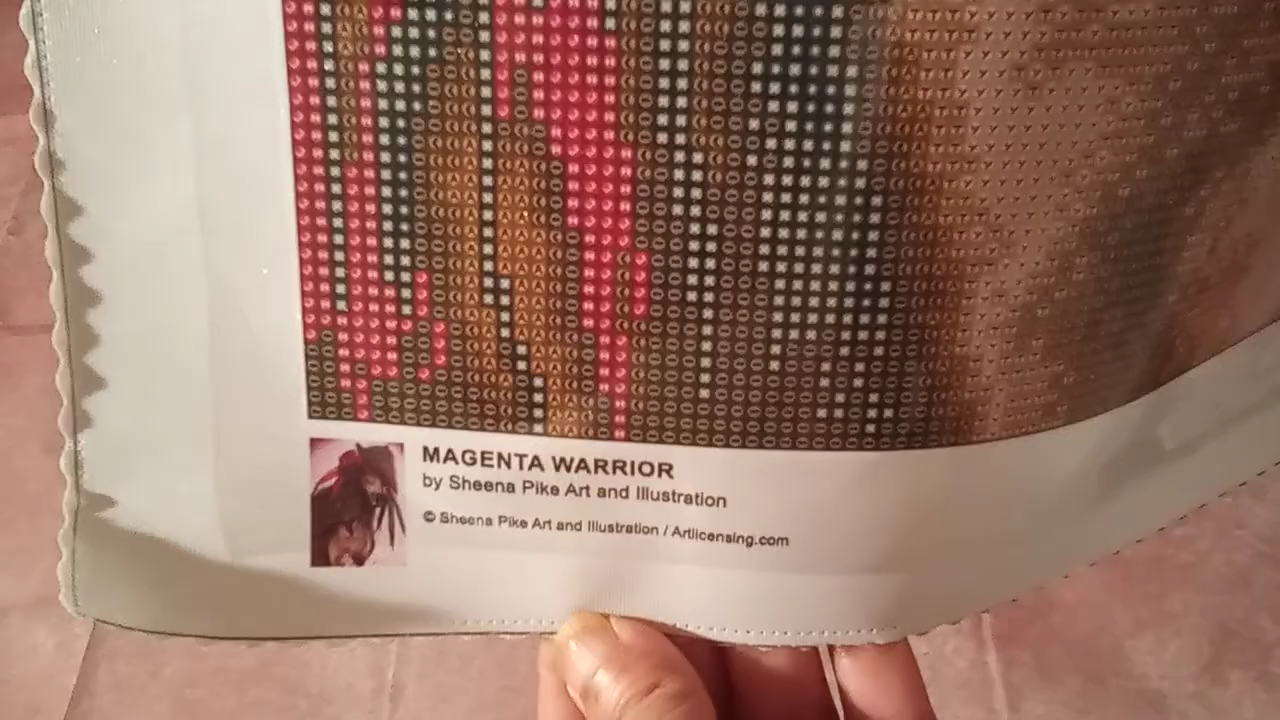 MAGENTA WARRIOR
by Sheena Pike Art and Illustration
© Sheena Pike Art and Illustration / Artlicensing.com